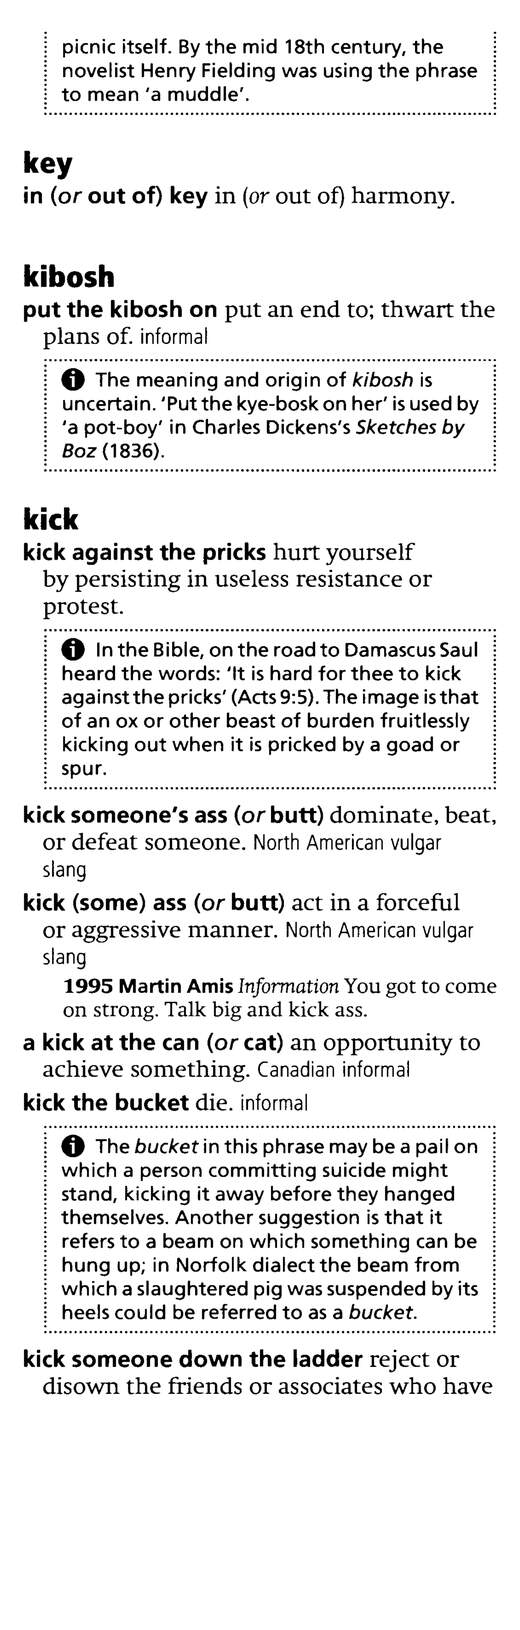 picnic itself. By the mid 18th century, the
novelist Henry Fielding was using the phrase
to mean ‘a muddle’.
key
in (or out of) key in (or out of) harmony.
kibosh
put the kibosh on put an end to; thwart the
plans of. informal
The meaning and origin of kibosh is
uncertain. ‘Put the kye-bosk on her’ is used by
‘a pot-boy’ in Charles Dickens’s Sketches by
Boz (1836).
kick
kick against the pricks hurt yourself
by persisting in useless resistance or
protest.
In the Bible, on the road to Damascus Saul
heard the words: ‘It is hard for thee to kick
against the pricks’ (Acts 9:5). The image is that
of an ox or other beast of burden fruitlessly
kicking out when it is pricked by a goad or
spur.
kick someone’s ass (or butt) dominate, beat,
or defeat someone. North American vulgar
slang
kick (some) ass (or butt) act in a forceful
or aggressive manner. North American vulgar
slang
1995 Martin Amis Information You got to come
on strong. Talk big and kick ass.
a kick at the can (or cat) an opportunity to
achieve something. Canadian informal
kick the bucket die. informal
The bucket in this phrase may be a pail on
which a person committing suicide might
stand, kicking it away before they hanged
themselves. Another suggestion is that it
refers to a beam on which something can be
hung up; in Norfolk dialect the beam from
which a slaughtered pig was suspended by its
heels could be referred to as a bucket.
kick someone down the ladder reject or
disown the friends or associates who have